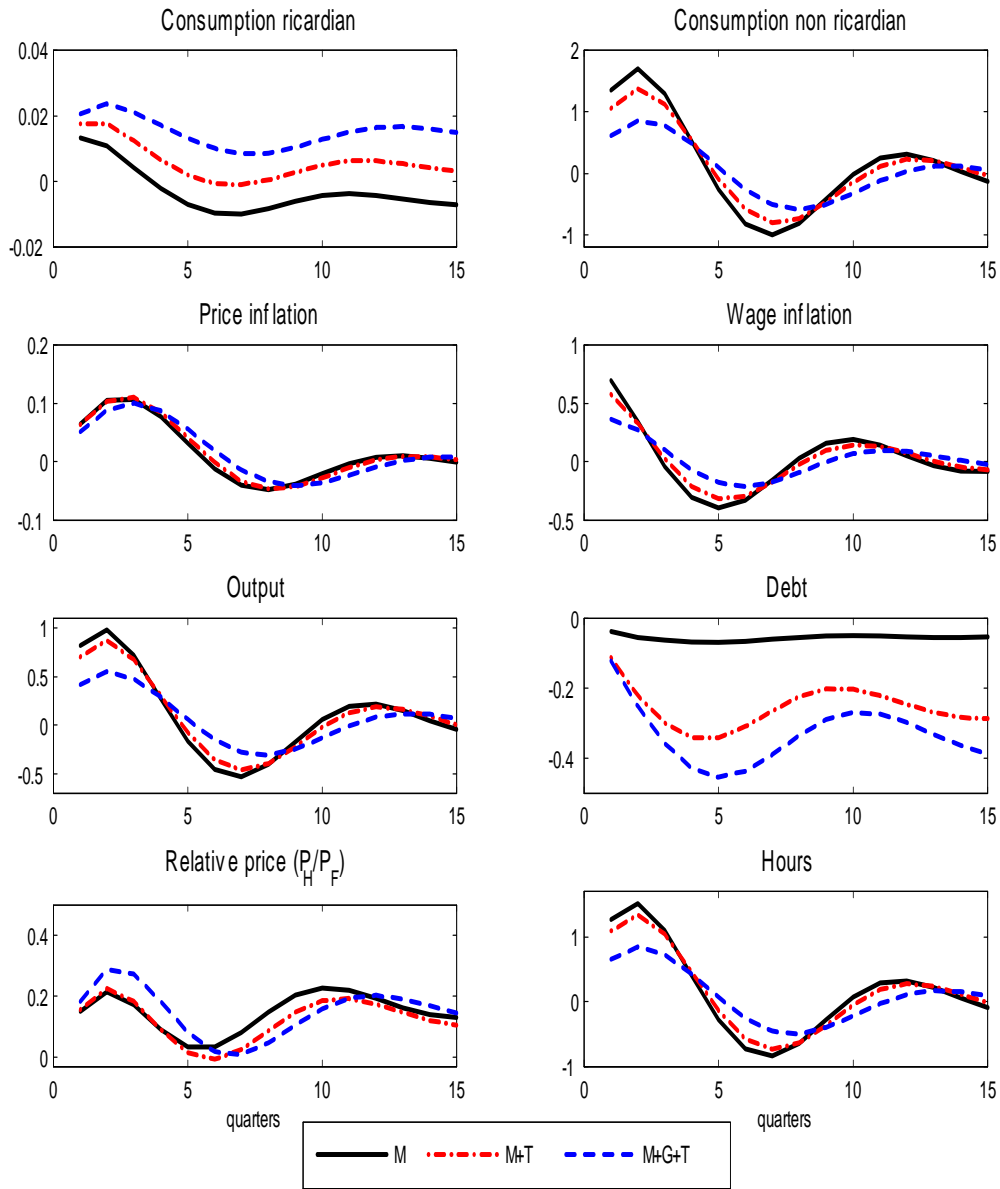 Consumption ricardian
0.04
0.02
0
-0.02
0 5 10 15
Consumption non ricardian
2
1
0
-1
0 5 10 15
Price inflation
0.2
0.1
0
-0.1
0 5 10 15
Wage inflation
1
0.5
0
-0.5
0 5 10 15
Output
1
0.5
0
-0.5
0 5 10 15
Debt
0
-0.2
-0.4
0 5 10 15
Relative price (P_H/P_F)
0.4
0.2
0
0 5 10 15
quarters
Hours
1
0
-1
0 5 10 15
quarters
M M+T M+G+T